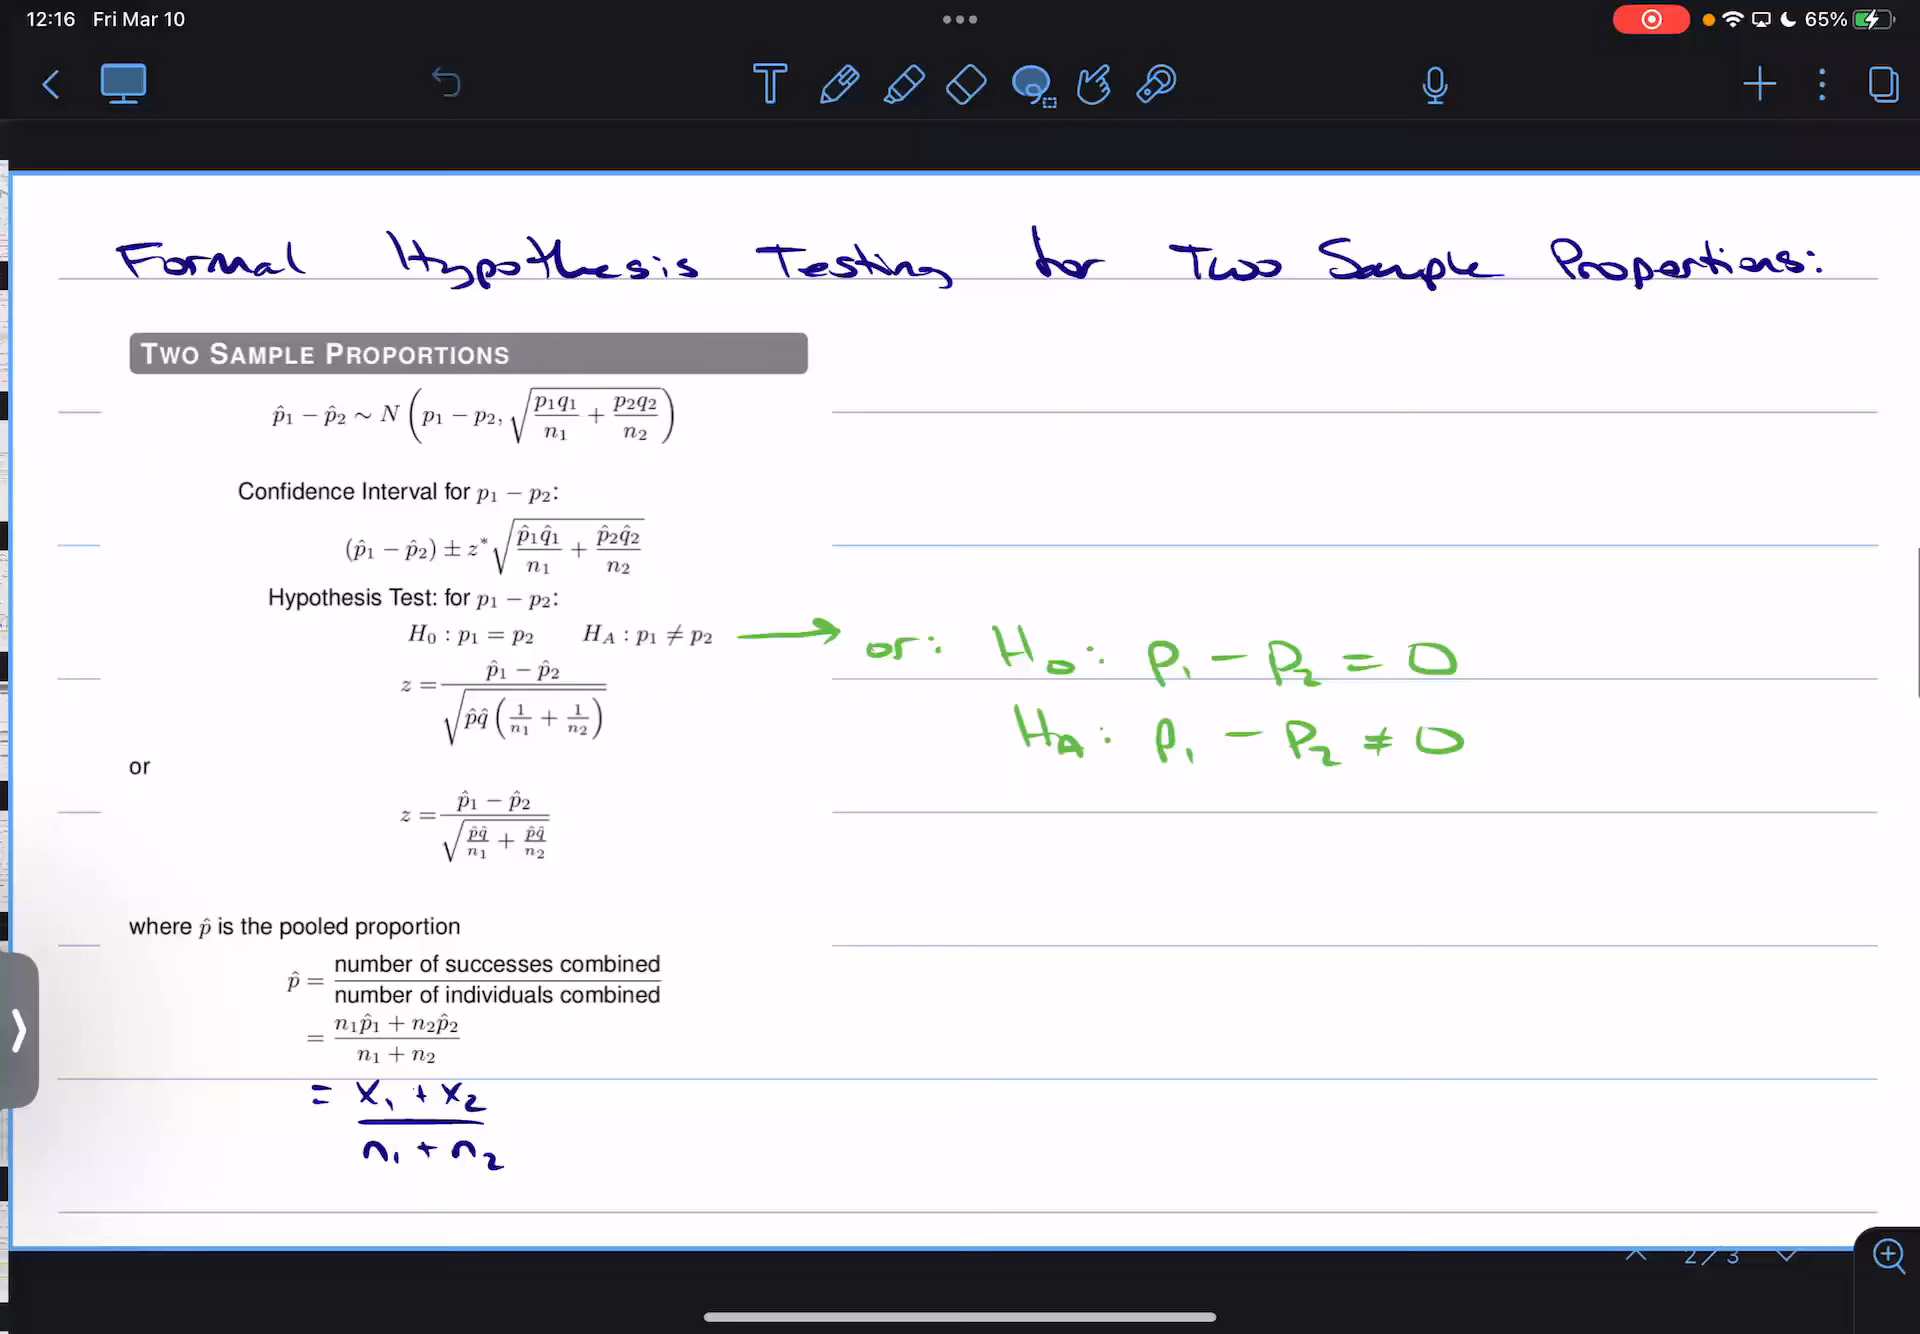 12:16 Fri Mar 10
65%
Formal Hypothesis Testing for Two Sample Proportions:
TWO SAMPLE PROPORTIONS
p̂₁ − p̂₂ ∼ N (p₁ − p₂, √(p₁q₁/n₁ + p₂q₂/n₂))
Confidence Interval for p₁ − p₂:
(p̂₁ − p̂₂) ± z* √(p̂₁q̂₁/n₁ + p̂₂q̂₂/n₂)
Hypothesis Test: for p₁ − p₂:
H₀ : p₁ = p₂ H_A : p₁ ≠ p₂ → or: H₀: p₁ − p₂ = 0
H_A: p₁ − p₂ ≠ 0
z = (p̂₁ − p̂₂) / √(p̂q̂ (1/n₁ + 1/n₂))
or
z = (p̂₁ − p̂₂) / √(p̂q̂/n₁ + p̂q̂/n₂)
where p̂ is the pooled proportion
p̂ = number of successes combined / number of individuals combined
= (n₁p̂₁ + n₂p̂₂) / (n₁ + n₂)
= (x₁ + x₂) / (n₁ + n₂)
2 / 3